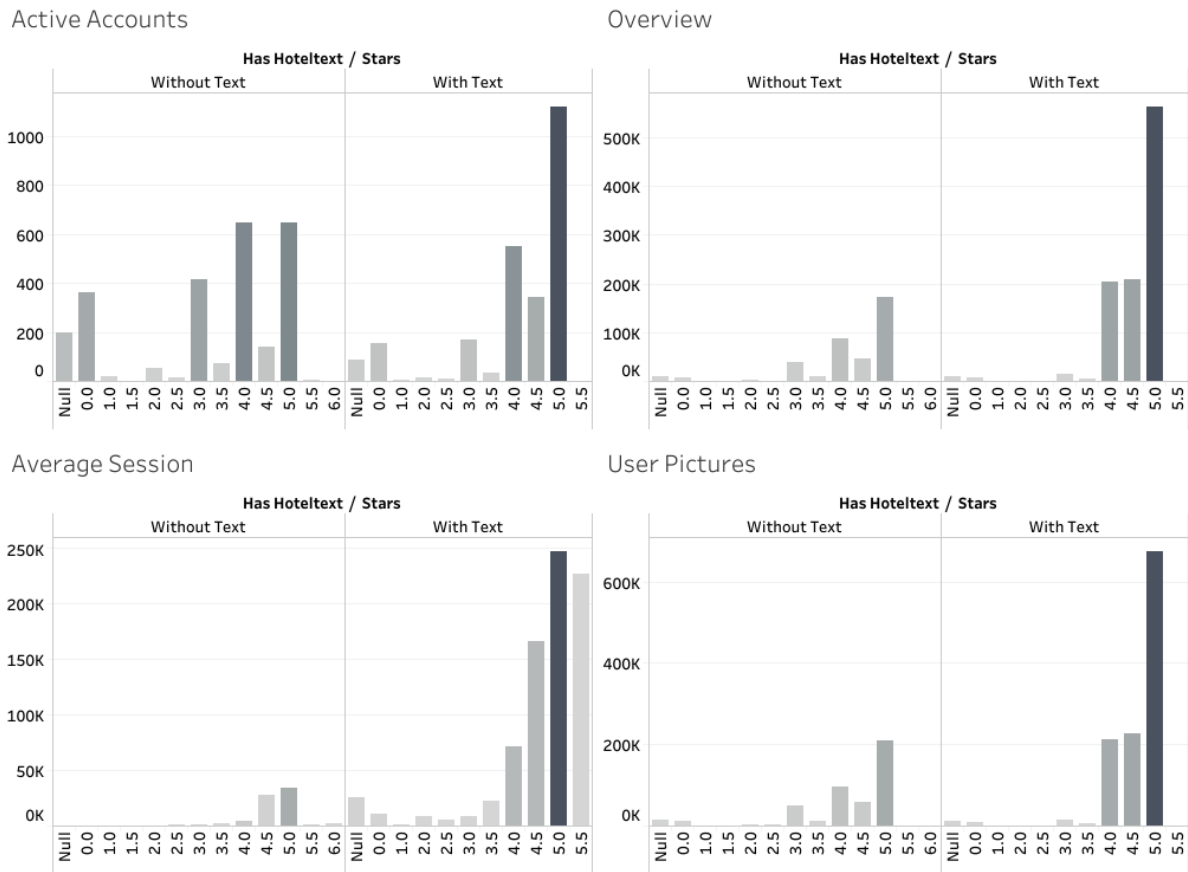 Active Accounts
Has Hoteltext / Stars
Without Text
With Text
1000
800
600
400
200
0
Null 0.0 1.0 1.5 2.0 2.5 3.0 3.5 4.0 4.5 5.0 5.5 6.0
Null 0.0 1.0 2.0 2.5 3.0 3.5 4.0 4.5 5.0 5.5
Overview
Has Hoteltext / Stars
Without Text
With Text
500K
400K
300K
200K
100K
0K
Null 0.0 1.0 1.5 2.0 2.5 3.0 3.5 4.0 4.5 5.0 5.5 6.0
Null 0.0 1.0 2.0 2.5 3.0 3.5 4.0 4.5 5.0 5.5
Average Session
Has Hoteltext / Stars
Without Text
With Text
250K
200K
150K
100K
50K
0K
Null 0.0 1.0 1.5 2.0 2.5 3.0 3.5 4.0 4.5 5.0 5.5 6.0
Null 0.0 1.0 2.0 2.5 3.0 3.5 4.0 4.5 5.0 5.5
User Pictures
Has Hoteltext / Stars
Without Text
With Text
600K
400K
200K
0K
Null 0.0 1.0 1.5 2.0 2.5 3.0 3.5 4.0 4.5 5.0 5.5 6.0
Null 0.0 1.0 2.0 2.5 3.0 3.5 4.0 4.5 5.0 5.5